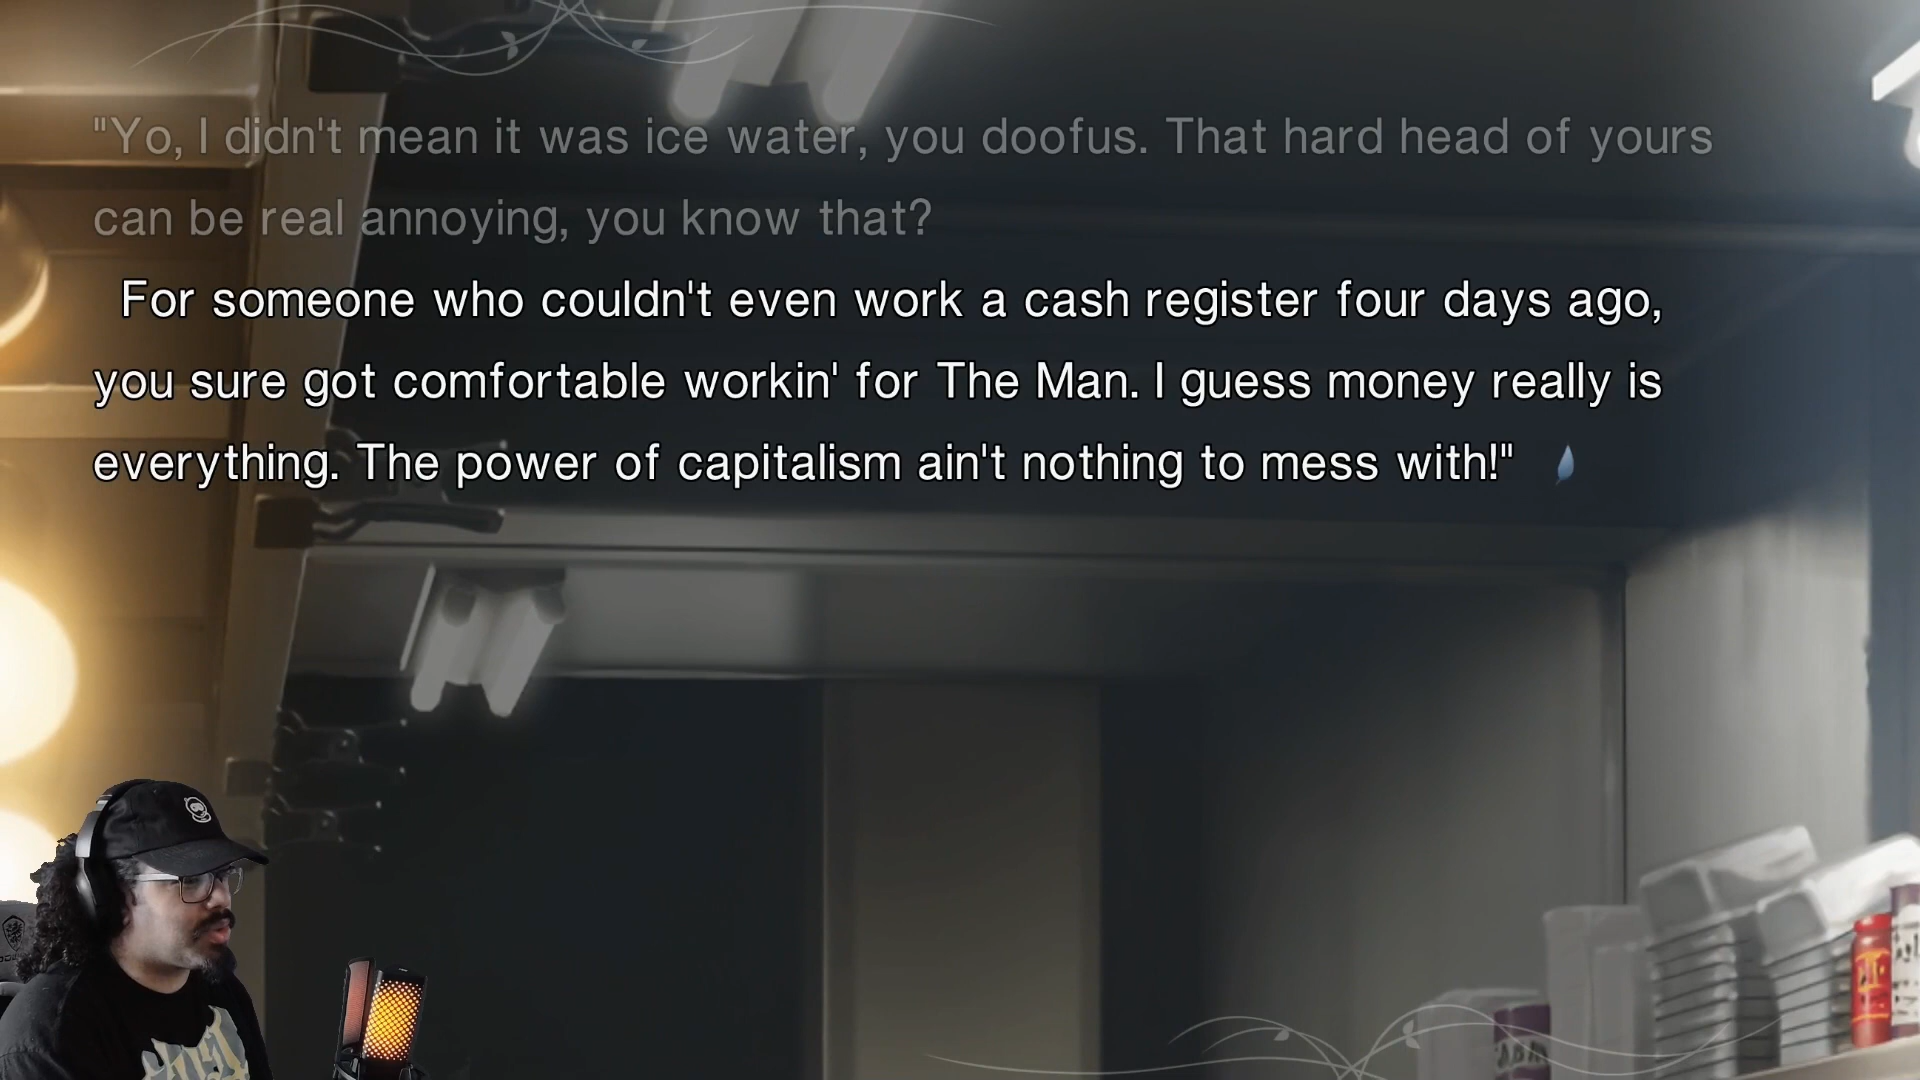 "Yo, I didn't mean it was ice water, you doofus. That hard head of yours
can be real annoying, you know that?
For someone who couldn't even work a cash register four days ago,
you sure got comfortable workin' for The Man. I guess money really is
everything. The power of capitalism ain't nothing to mess with!"